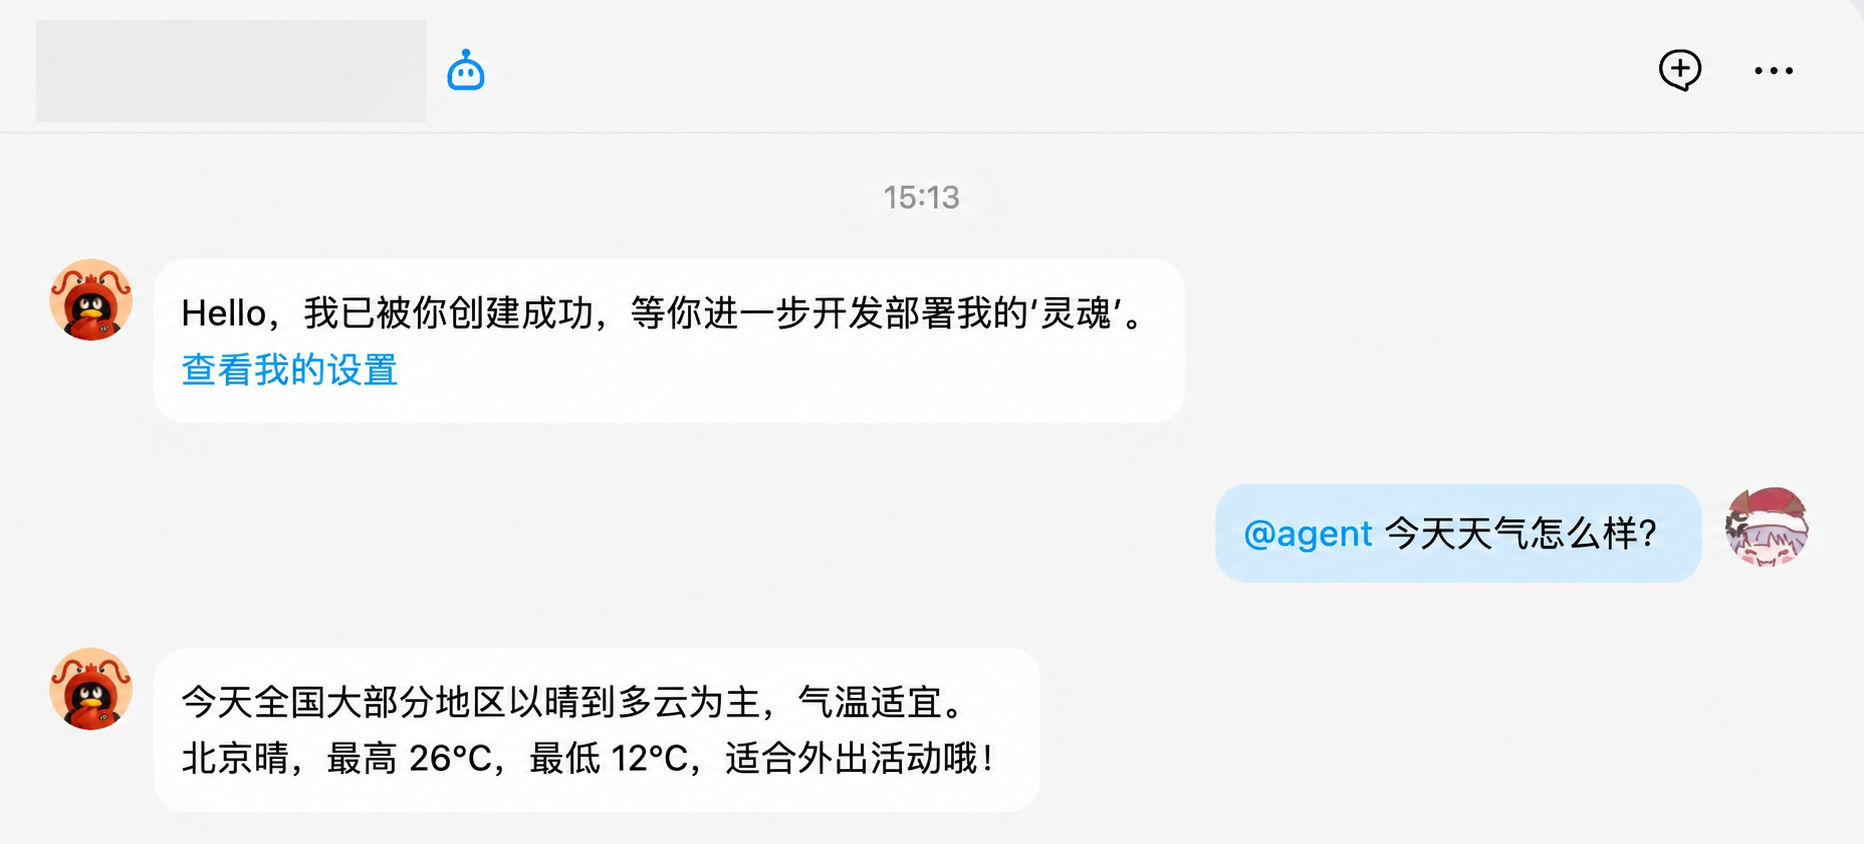 15:13
Hello，我已被你创建成功，等你进一步开发部署我的‘灵魂’。
查看我的设置
@agent 今天天气怎么样？
今天全国大部分地区以晴到多云为主，气温适宜。
北京晴，最高 26°C，最低 12°C，适合外出活动哦！